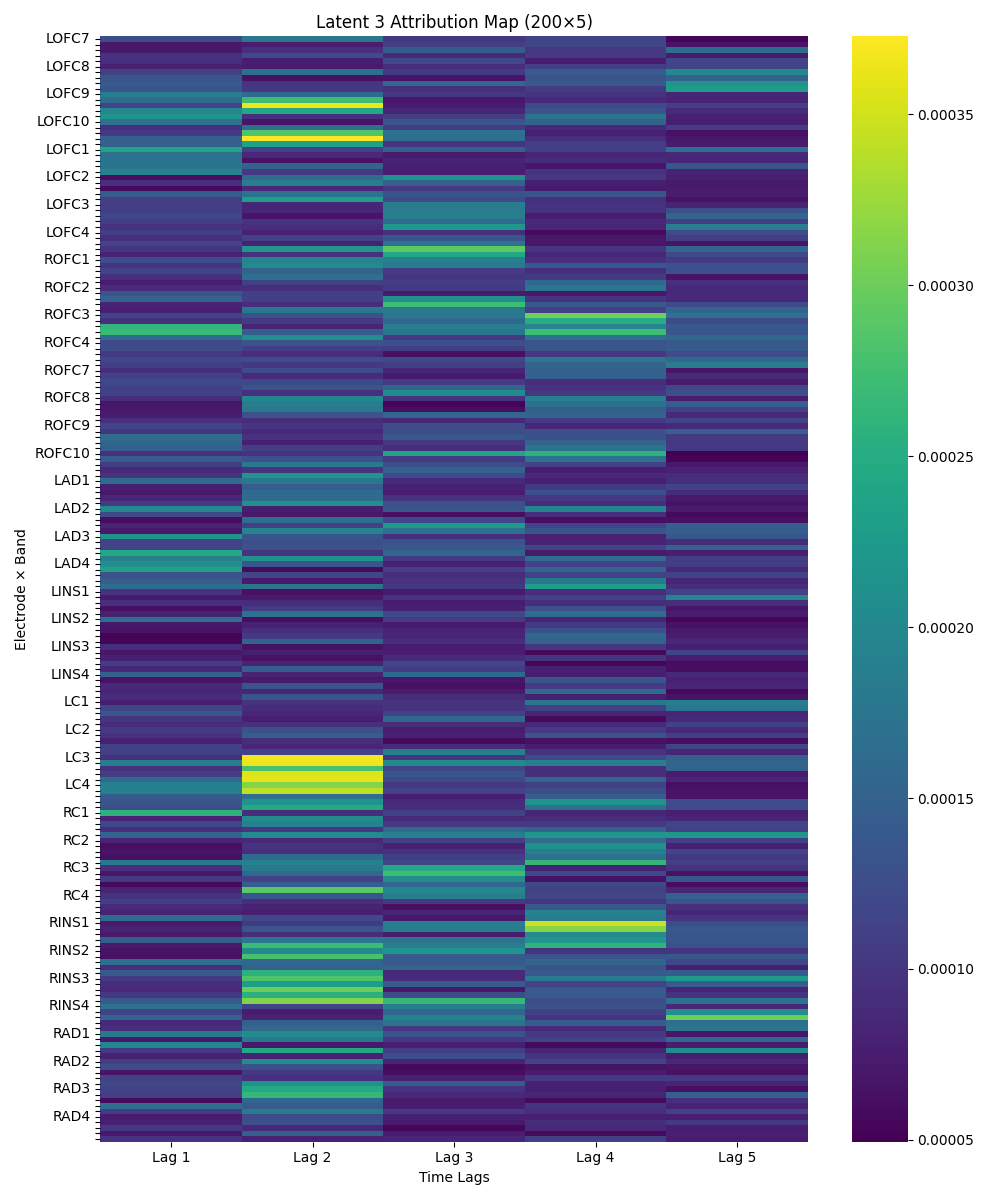 Latent 3 Attribution Map (200×5)
LOFC7
LOFC8
LOFC9
LOFC10
LOFC1
LOFC2
LOFC3
LOFC4
ROFC1
ROFC2
ROFC3
ROFC4
ROFC7
ROFC8
ROFC9
ROFC10
LAD1
LAD2
LAD3
LAD4
LINS1
LINS2
LINS3
LINS4
LC1
LC2
LC3
LC4
RC1
RC2
RC3
RC4
RINS1
RINS2
RINS3
RINS4
RAD1
RAD2
RAD3
RAD4
Electrode × Band
Lag 1 Lag 2 Lag 3 Lag 4 Lag 5
Time Lags
0.00035
0.00030
0.00025
0.00020
0.00015
0.00010
0.00005